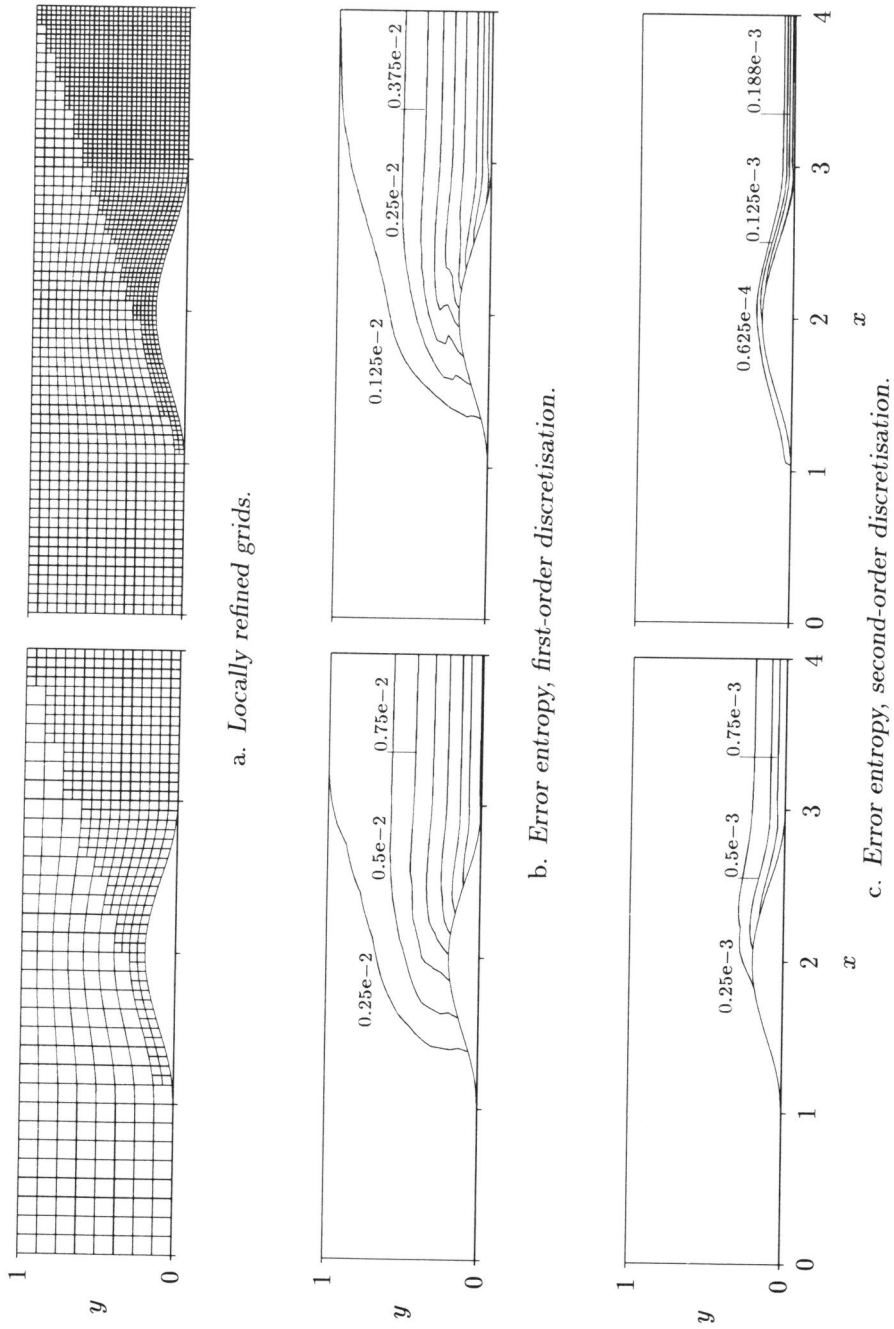 1
y
0
a. Locally refined grids.
1
y
0
0.25e−2
0.5e−2
0.75e−2
0.125e−2
0.25e−2
0.375e−2
b. Error entropy, first-order discretisation.
1
y
0
0.25e−3
0.5e−3
0.75e−3
0.625e−4
0.125e−3
0.188e−3
0 1 2 3 4
x
0 1 2 3 4
x
c. Error entropy, second-order discretisation.